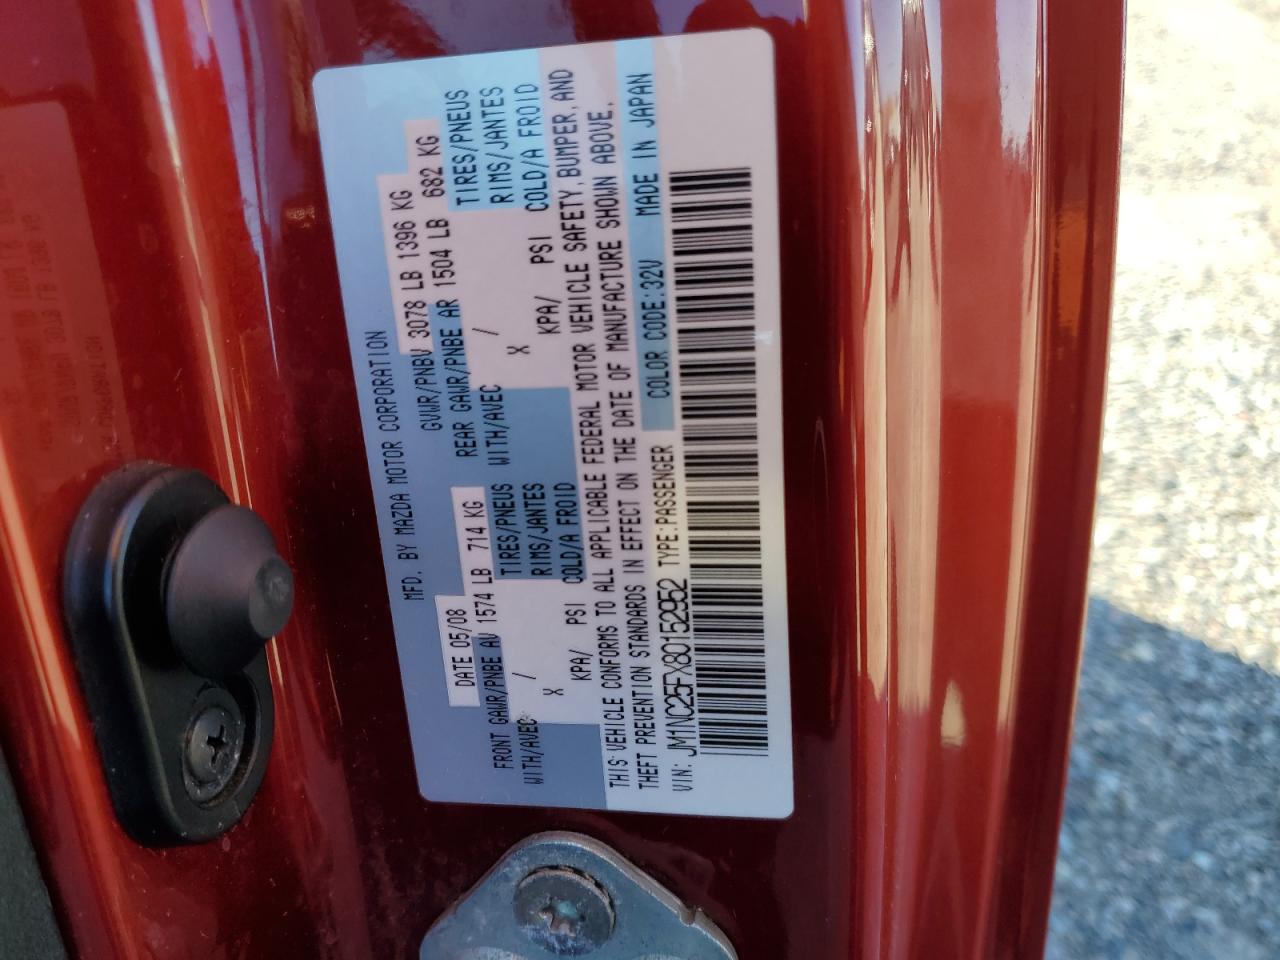 MFD. BY MAZDA MOTOR CORPORATION
DATE 05/08 GVWR/PNBV 3078 LB 1396 KG
FRONT GAWR/PNBE AV 1574 LB 714 KG REAR GAWR/PNBE AR 1504 LB 682 KG
WITH/AVEC / TIRES/PNEUS WITH/AVEC / TIRES/PNEUS
X RIMS/JANTES X RIMS/JANTES
KPA/ PSI COLD/A FROID KPA/ PSI COLD/A FROID
THIS VEHICLE CONFORMS TO ALL APPLICABLE FEDERAL MOTOR VEHICLE SAFETY, BUMPER, AND
THEFT PREVENTION STANDARDS IN EFFECT ON THE DATE OF MANUFACTURE SHOWN ABOVE.
VIN: JM1NC25FX80152952 TYPE: PASSENGER COLOR CODE: 32V MADE IN JAPAN